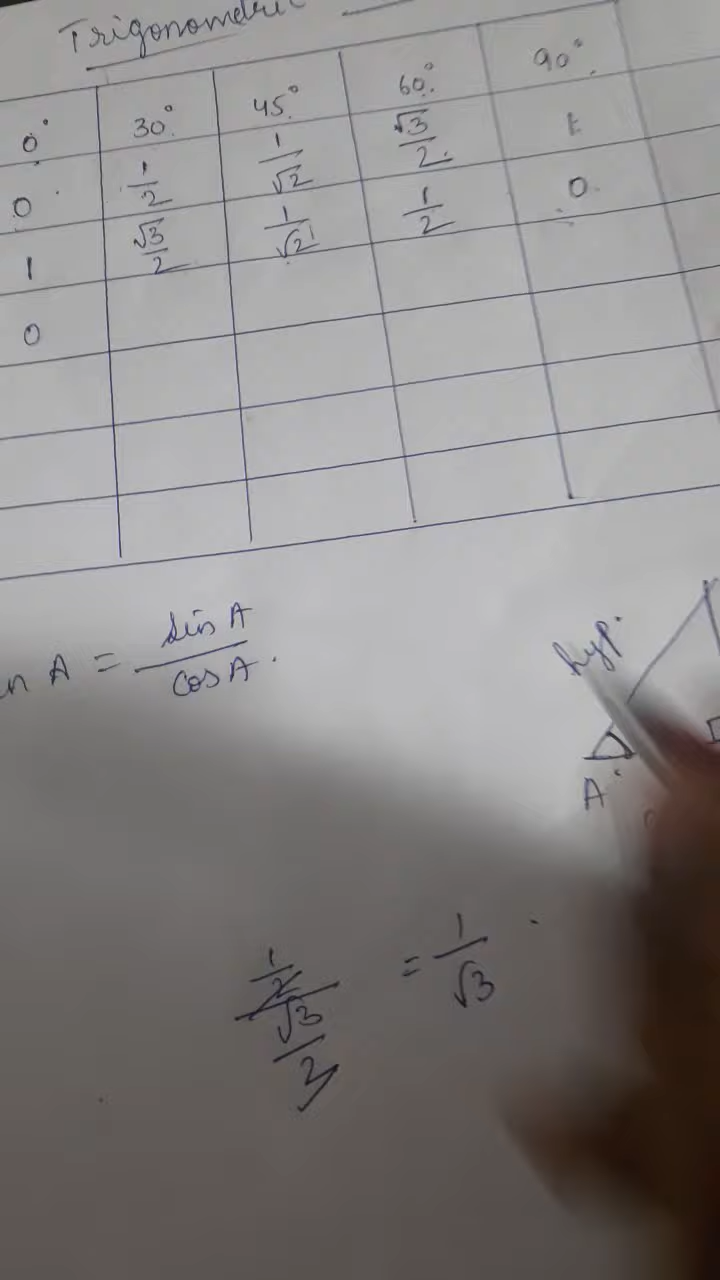 Trigonometric
0° 30° 45° 60° 90°
0 1/2 1/√2 √3/2 1
1 √3/2 1/√2 1/2 0
0
n A = sin A / cos A.
hyp.
A
1/2 / √3/2 = 1/√3